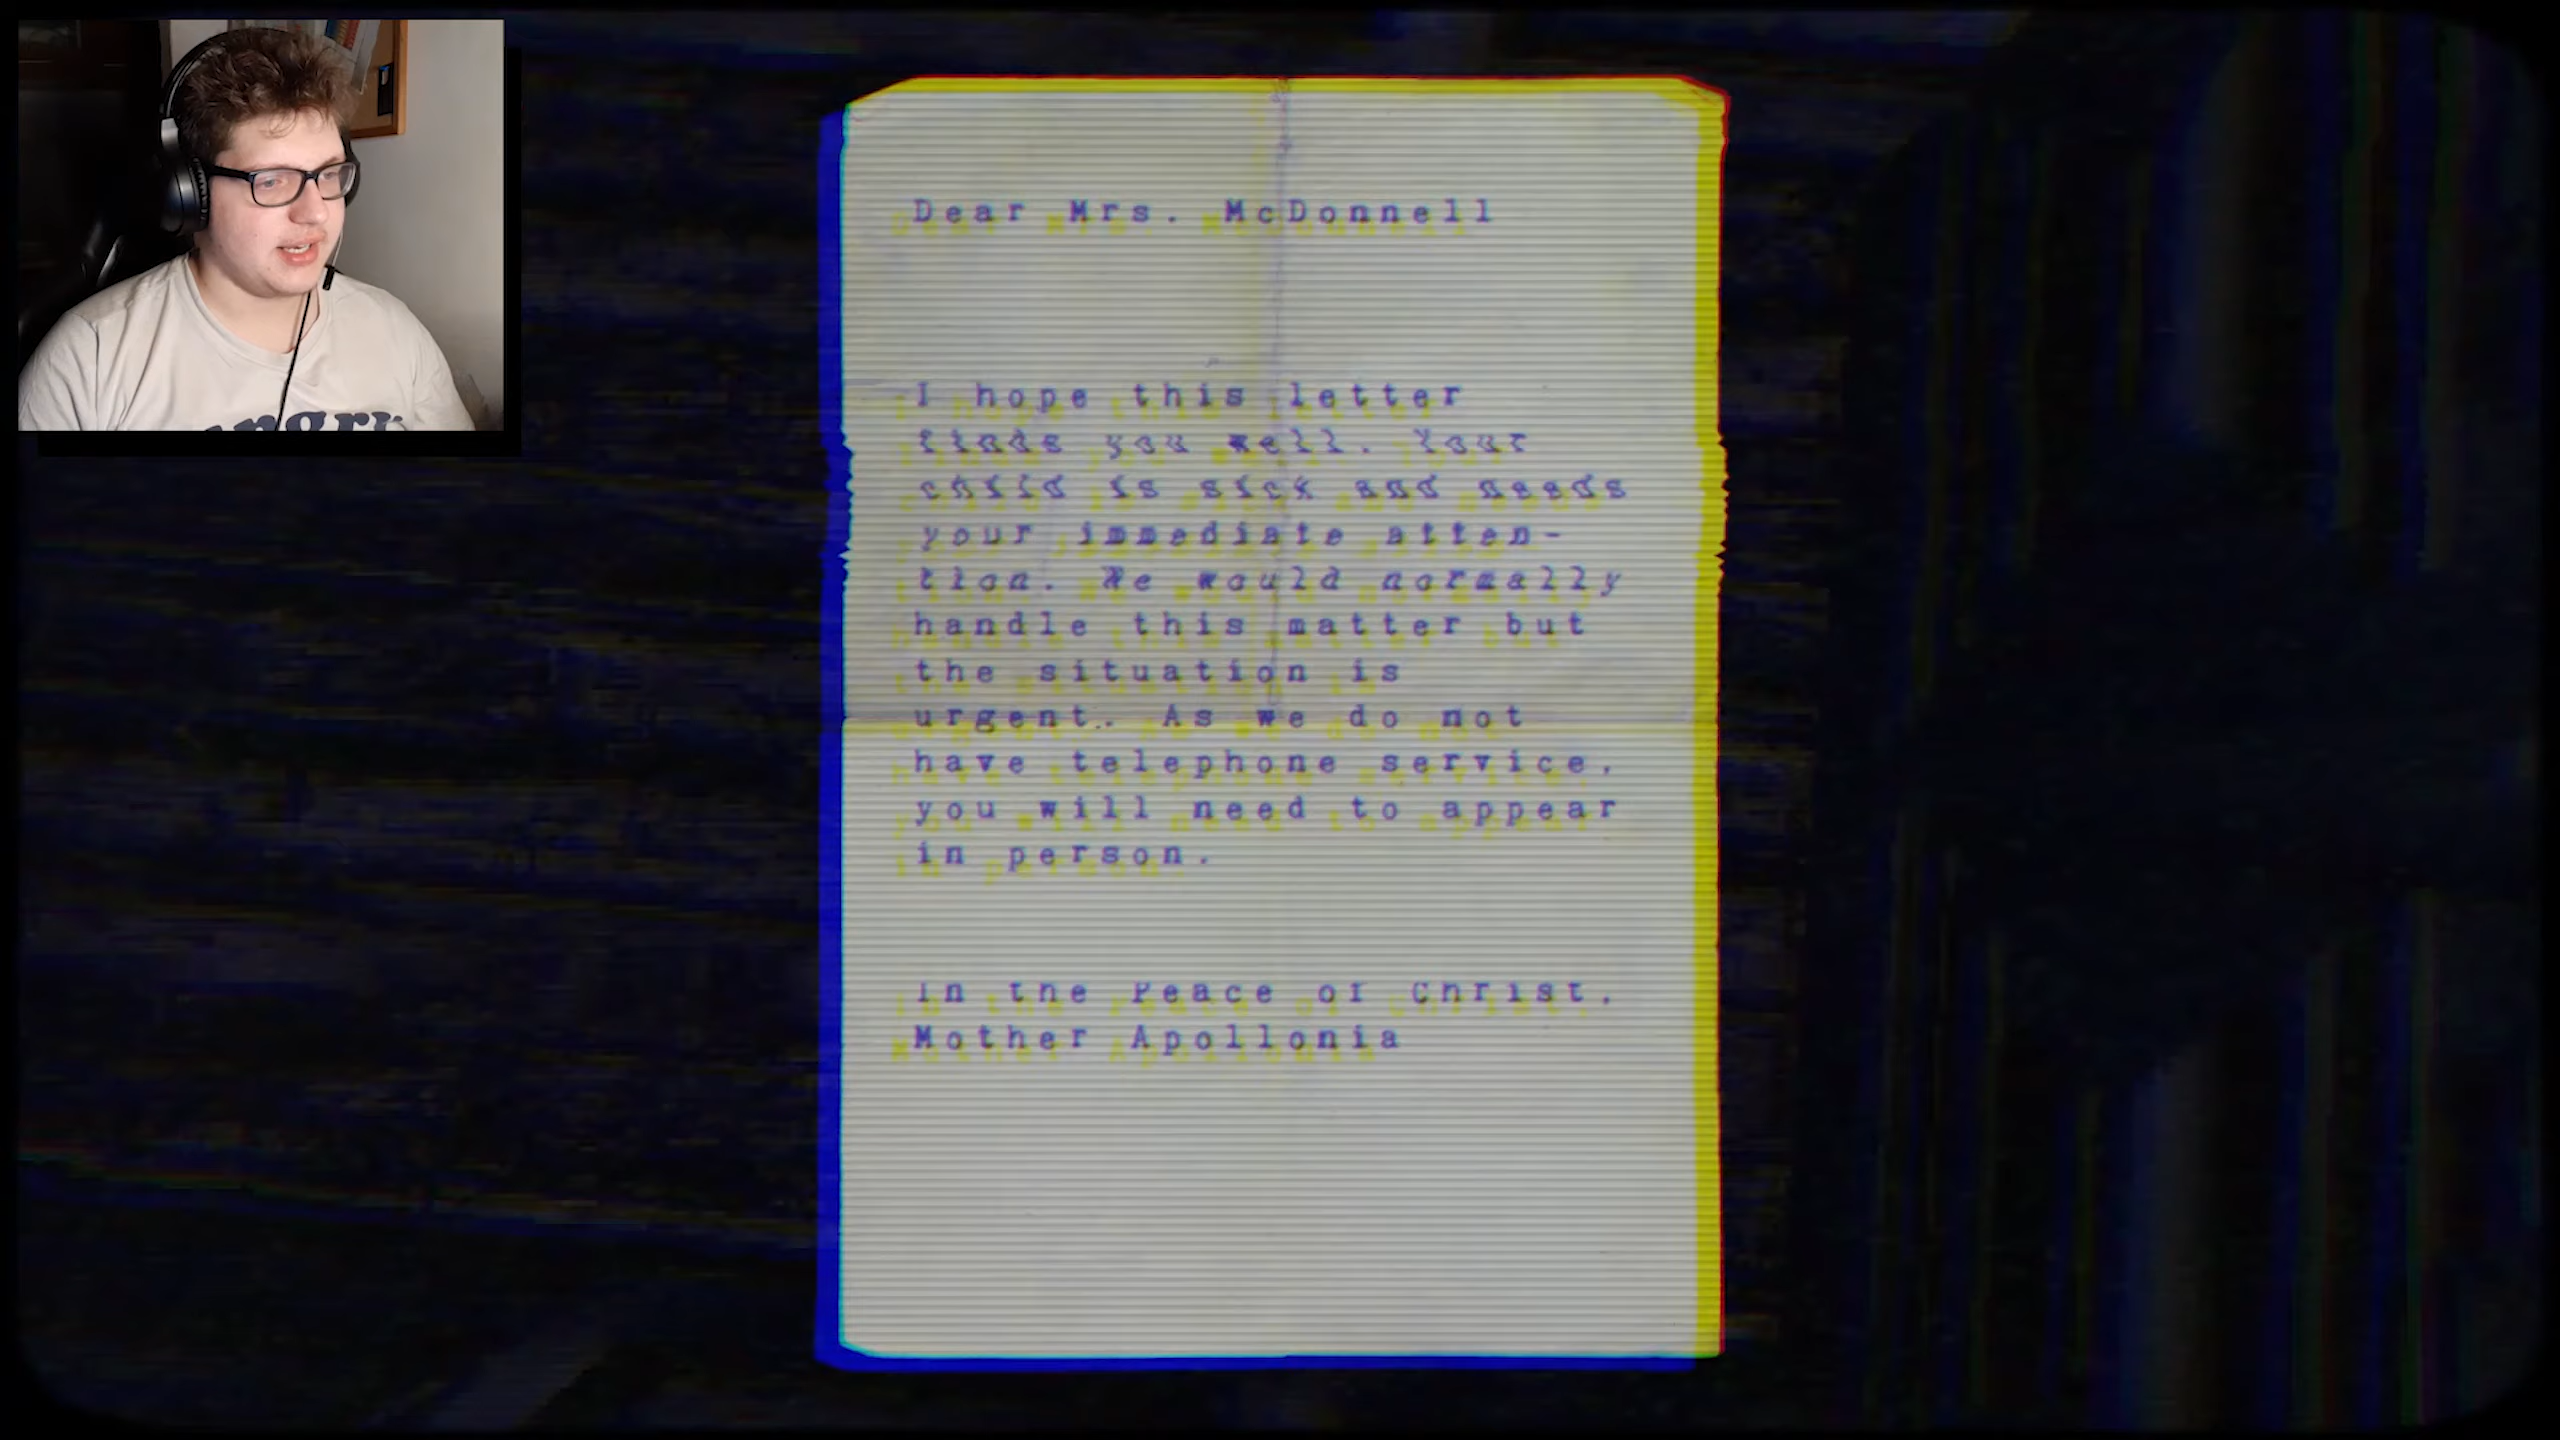 Dear Mrs. McDonnell
I hope this letter
finds you well. Your
child is sick and needs
your immediate atten-
tion. We would normally
handle this matter but
the situation is
urgent. As we do not
have telephone service,
you will need to appear
in person.
In the Peace of Christ,
Mother Apollonia